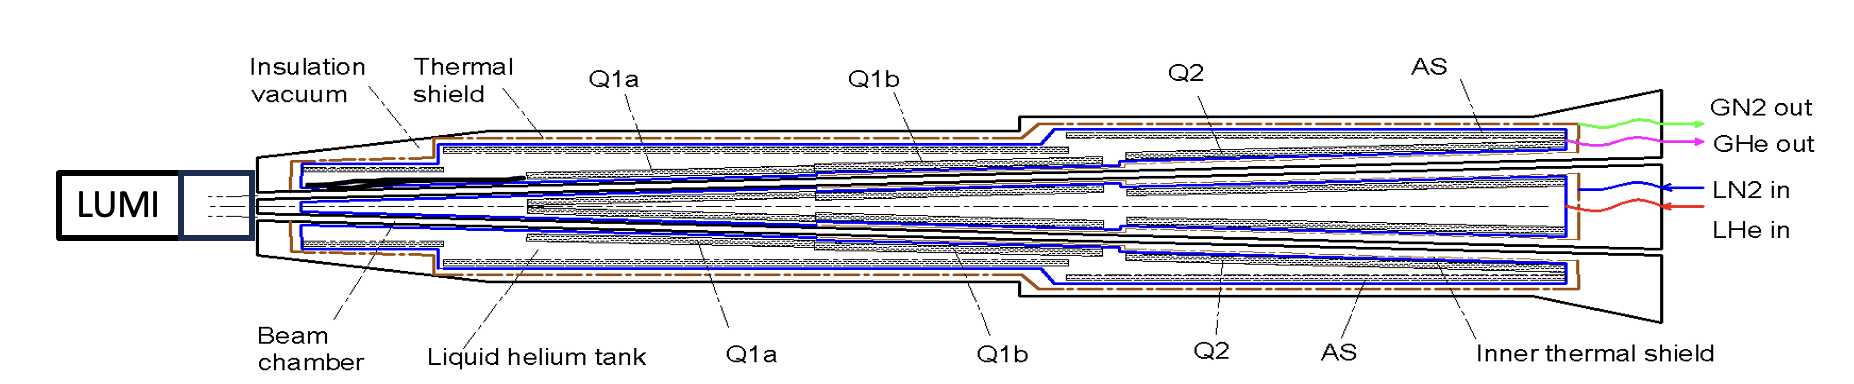 Insulation
vacuum
Thermal
shield
Q1a
Q1b
Q2
AS
GN2 out
GHe out
LUMI
LN2 in
LHe in
Beam
chamber
Liquid helium tank
Q1a
Q1b
Q2
AS
Inner thermal shield